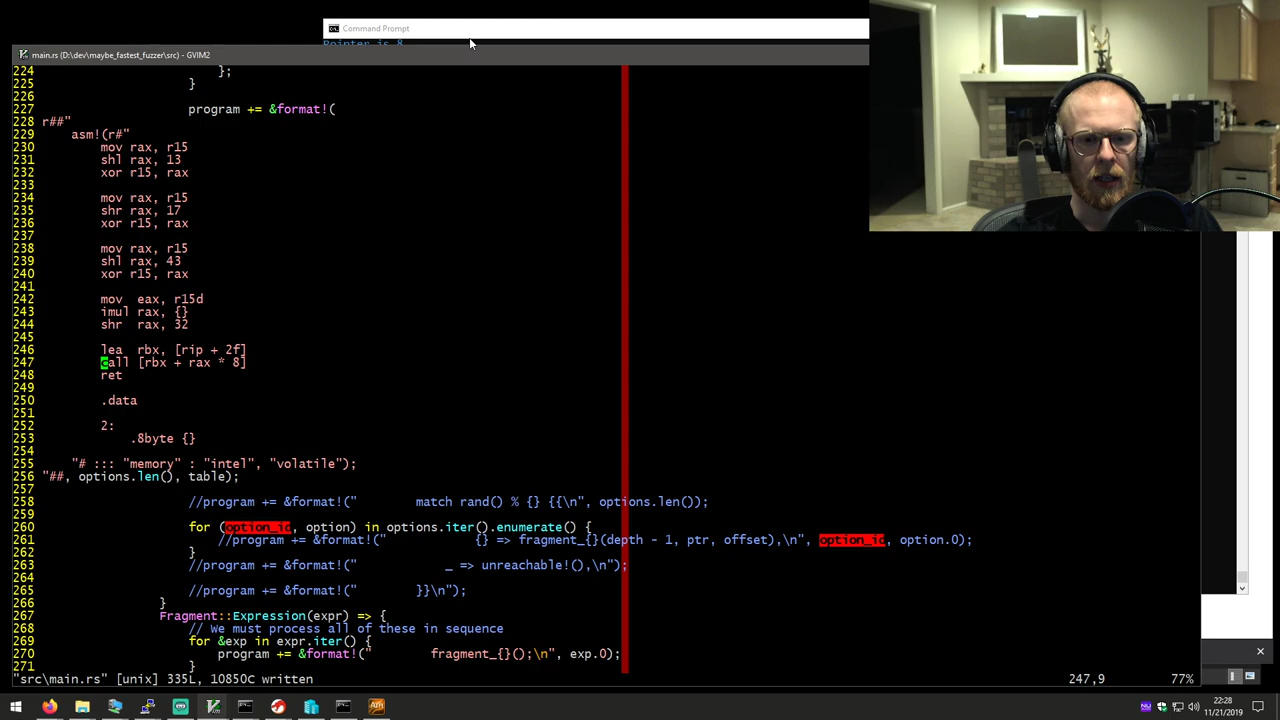 Command Prompt
Pointer is 8
main.rs (D:\dev\maybe_fastest_fuzzer\src) - GVIM2
224 };
225 }
226
227 program += &format!(
228 r##"
229 asm!(r#"
230 mov rax, r15
231 shl rax, 13
232 xor r15, rax
233
234 mov rax, r15
235 shr rax, 17
236 xor r15, rax
237
238 mov rax, r15
239 shl rax, 43
240 xor r15, rax
241
242 mov  eax, r15d
243 imul rax, {}
244 shr  rax, 32
245
246 lea  rbx, [rip + 2f]
247 call [rbx + rax * 8]
248 ret
249
250 .data
251
252 2:
253 .8byte {}
254
255 "# ::: "memory" : "intel", "volatile");
256 "##, options.len(), table);
257
258 //program += &format!("        match rand() % {} {{\n", options.len());
259
260 for (option_id, option) in options.iter().enumerate() {
261 //program += &format!("            {} => fragment_{}(depth - 1, ptr, offset),\n", option_id, option.0);
262 }
263 //program += &format!("            _ => unreachable!(),\n");
264
265 //program += &format!("        }}\n");
266 }
267 Fragment::Expression(expr) => {
268 // We must process all of these in sequence
269 for &exp in expr.iter() {
270 program += &format!("        fragment_{}();\n", exp.0);
271 }
"src\main.rs" [unix] 335L, 10850C written 247,9 77%
22:28
11/21/2019